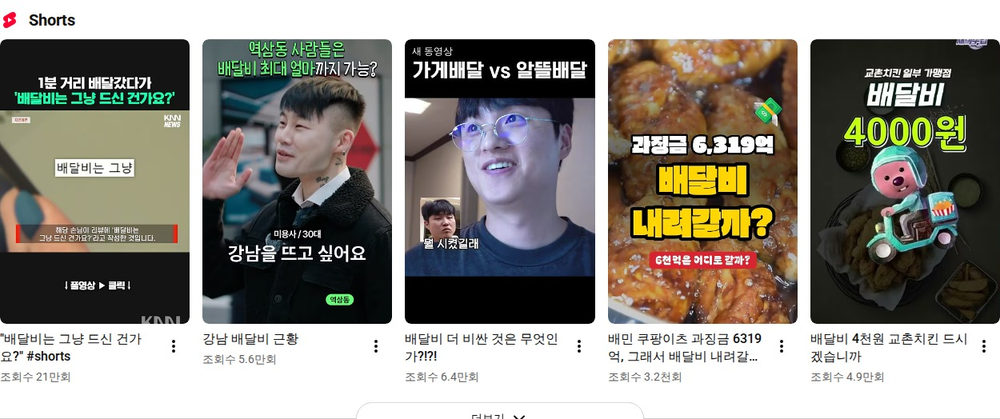 Shorts
1분 거리 배달갔다가
'배달비는 그냥 드신 건가요?'
KNN
NEWS
배달비는 그냥
해당 손님이 리뷰에 '배달비는
그냥 드신 건가요?'라고 작성한 것입니다.
↓풀영상 ▶ 클릭↓
KNN
"배달비는 그냥 드신 건가
요?" #shorts
조회수 21만회
역삼동 사람들은
배달비 최대 얼마까지 가능?
미용사 / 30대
강남을 뜨고 싶어요
역삼동
강남 배달비 근황
조회수 5.6만회
새 동영상
가게배달 vs 알뜰배달
뭘 시켰길래
배달비 더 비싼 것은 무엇인
가?!?!
조회수 6.4만회
과징금 6,319억
배달비
내려갈까?
6천억은 어디로 갈까?
배민 쿠팡이츠 과징금 6319
억, 그래서 배달비 내려갈...
조회수 3.2천회
교촌치킨 일부 가맹점
배달비
4000원
배달비 4천원 교촌치킨 드시
겠습니까
조회수 4.9만회
더보기